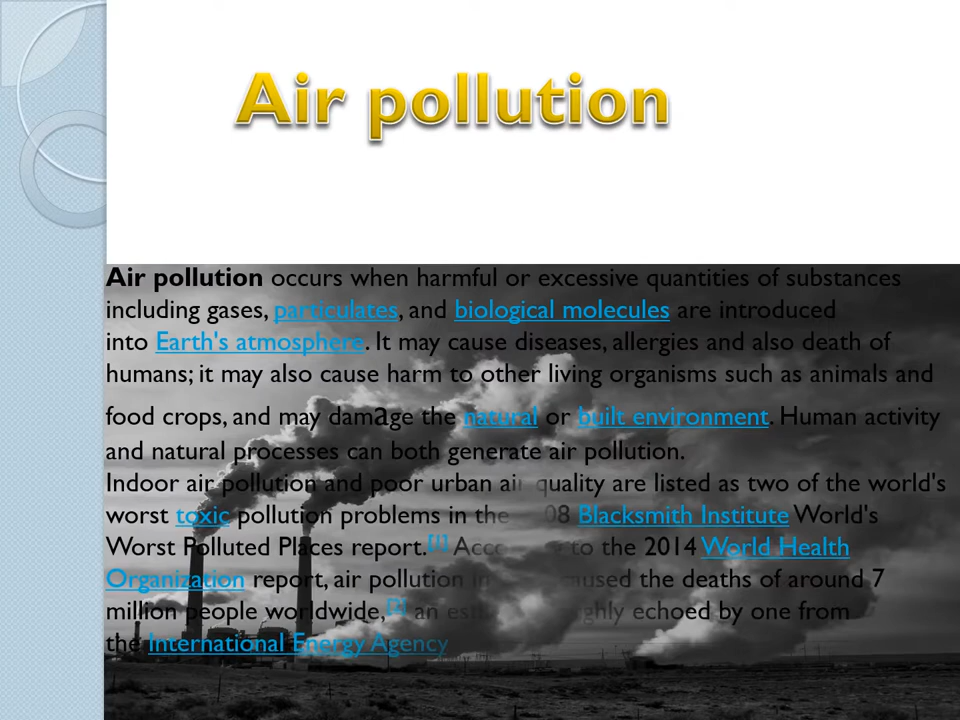 Air pollution
Air pollution occurs when harmful or excessive quantities of substances
including gases, particulates, and biological molecules are introduced
into Earth's atmosphere. It may cause diseases, allergies and also death of
humans; it may also cause harm to other living organisms such as animals and
food crops, and may damage the natural or built environment. Human activity
and natural processes can both generate air pollution.
Indoor air pollution and poor urban air quality are listed as two of the world's
worst toxic pollution problems in the Blacksmith Institute World's
Worst Polluted Places report.[1] to the 2014 World Health
Organization report, air pollution in caused the deaths of around 7
million people worldwide,[2] an echoed by one from
the International Energy Agency